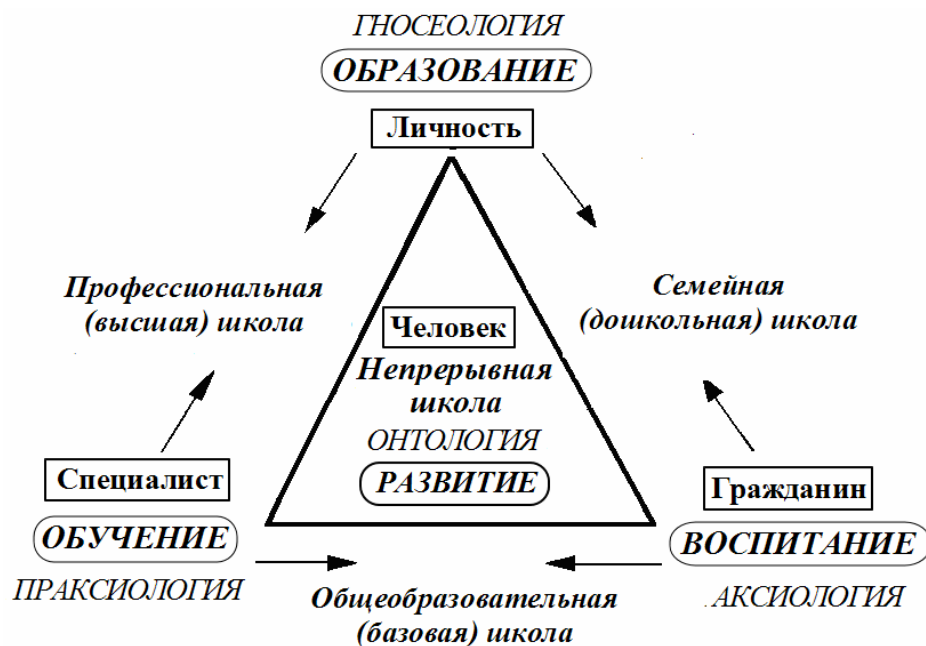 ГНОСЕОЛОГИЯ
ОБРАЗОВАНИЕ
Личность
Профессиональная
(высшая) школа
Семейная
(дошкольная) школа
Человек
Непрерывная
школа
ОНТОЛОГИЯ
РАЗВИТИЕ
Специалист
ОБУЧЕНИЕ
ПРАКСИОЛОГИЯ
Гражданин
ВОСПИТАНИЕ
АКСИОЛОГИЯ
Общеобразовательная
(базовая) школа